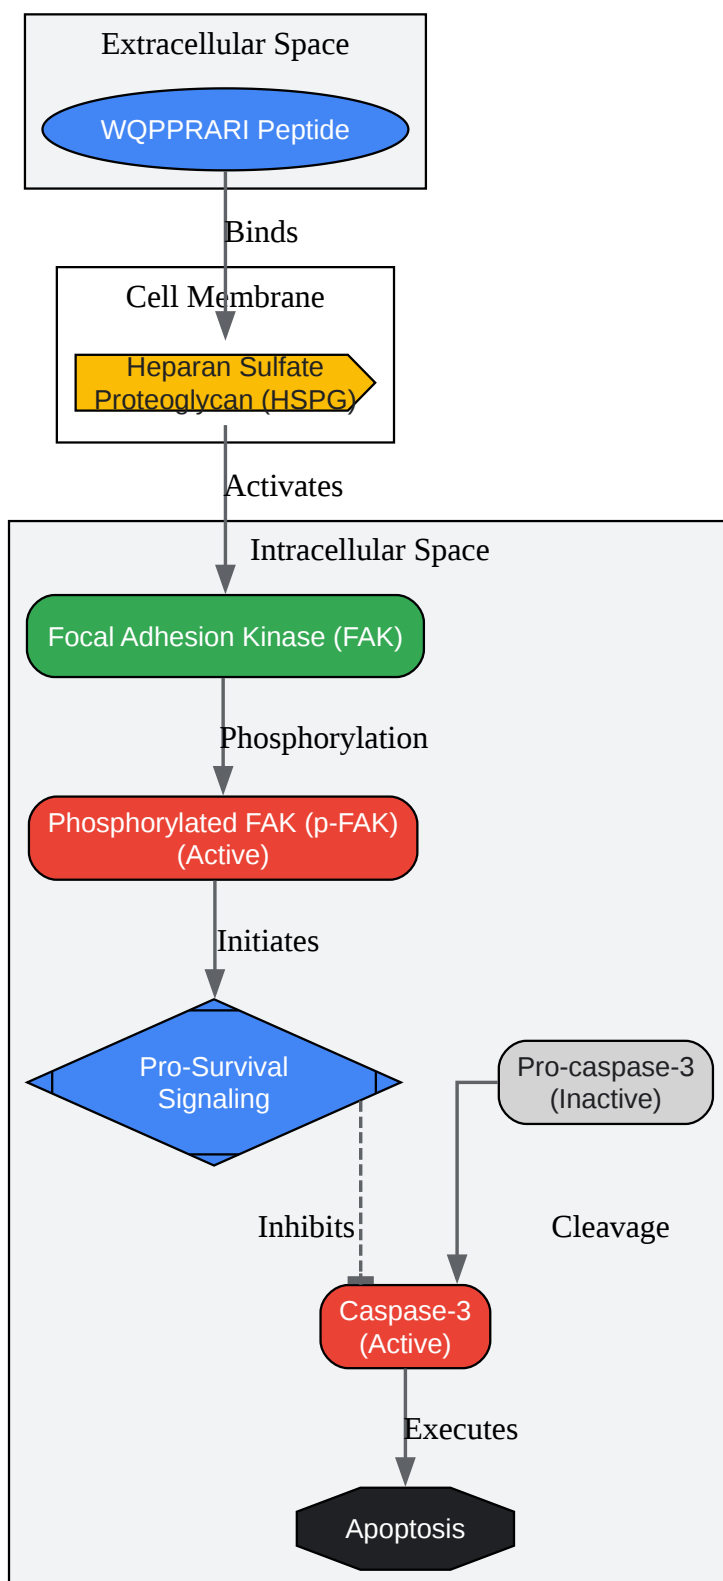 Extracellular Space
WQPPRARI Peptide
Binds
Cell Membrane
Heparan Sulfate
Proteoglycan (HSPG)
Activates
Intracellular Space
Focal Adhesion Kinase (FAK)
Phosphorylation
Phosphorylated FAK (p-FAK)
(Active)
Initiates
Pro-Survival
Signaling
Pro-caspase-3
(Inactive)
Inhibits
Cleavage
Caspase-3
(Active)
Executes
Apoptosis